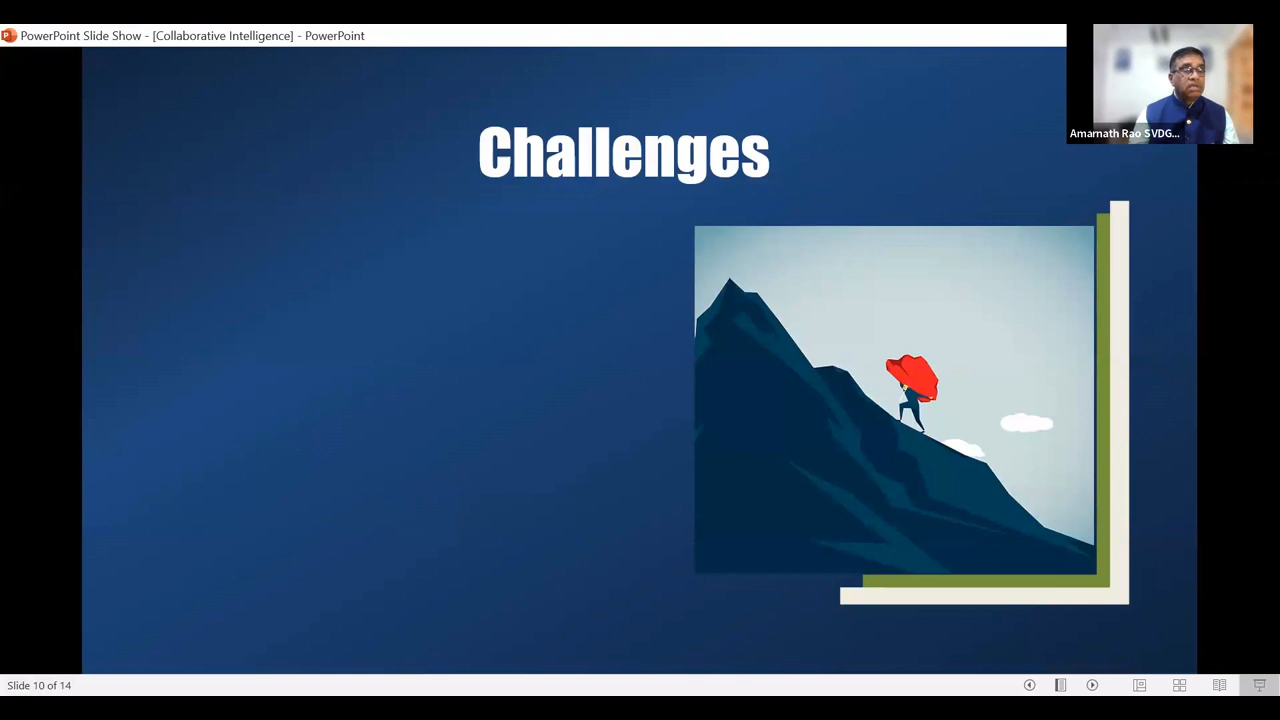 PowerPoint Slide Show - [Collaborative Intelligence] - PowerPoint
Amarnath Rao SVDG...
Challenges
Slide 10 of 14